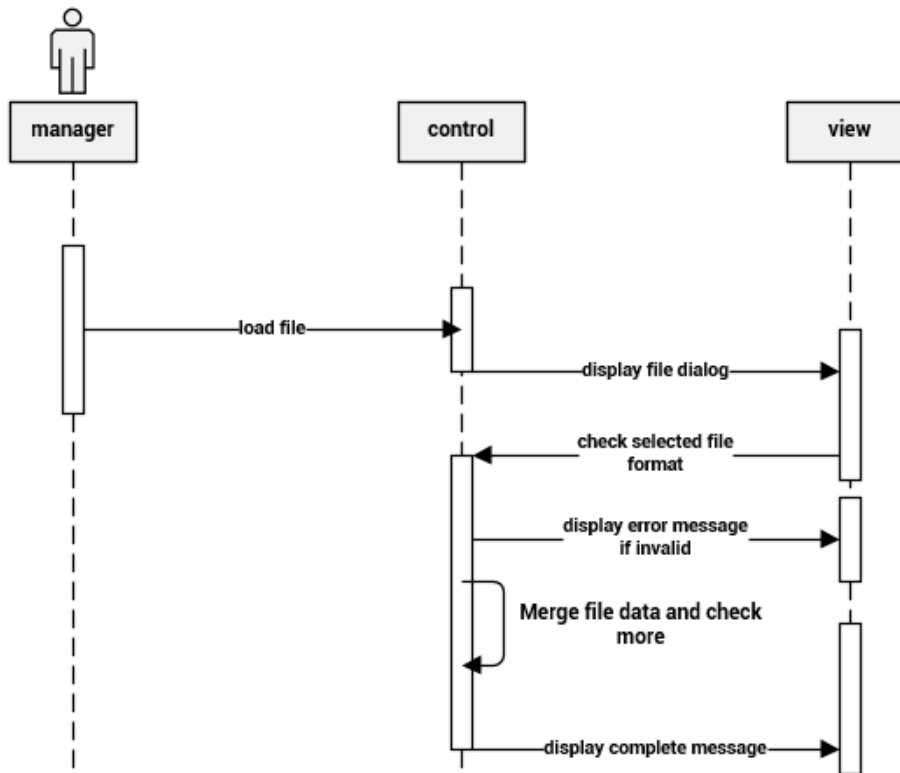 manager
control
view
load file
display file dialog
check selected file
format
display error message
if invalid
Merge file data and check
more
display complete message